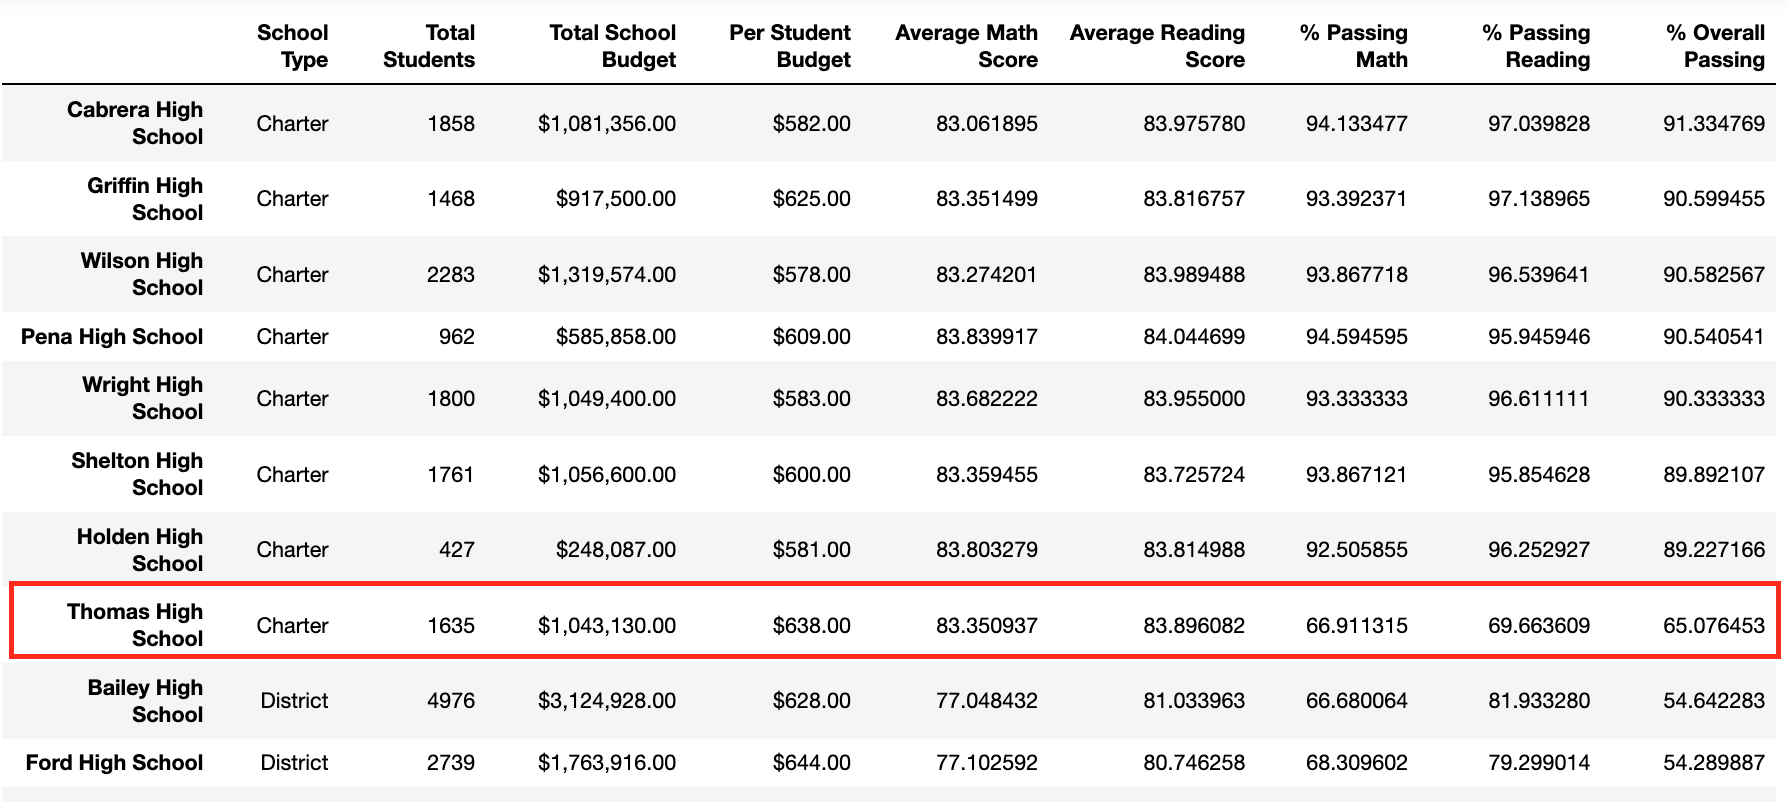 School Type Total Students Total School Budget Per Student Budget Average Math Score Average Reading Score % Passing Math % Passing Reading % Overall Passing
Cabrera High School Charter 1858 $1,081,356.00 $582.00 83.061895 83.975780 94.133477 97.039828 91.334769
Griffin High School Charter 1468 $917,500.00 $625.00 83.351499 83.816757 93.392371 97.138965 90.599455
Wilson High School Charter 2283 $1,319,574.00 $578.00 83.274201 83.989488 93.867718 96.539641 90.582567
Pena High School Charter 962 $585,858.00 $609.00 83.839917 84.044699 94.594595 95.945946 90.540541
Wright High School Charter 1800 $1,049,400.00 $583.00 83.682222 83.955000 93.333333 96.611111 90.333333
Shelton High School Charter 1761 $1,056,600.00 $600.00 83.359455 83.725724 93.867121 95.854628 89.892107
Holden High School Charter 427 $248,087.00 $581.00 83.803279 83.814988 92.505855 96.252927 89.227166
Thomas High School Charter 1635 $1,043,130.00 $638.00 83.350937 83.896082 66.911315 69.663609 65.076453
Bailey High School District 4976 $3,124,928.00 $628.00 77.048432 81.033963 66.680064 81.933280 54.642283
Ford High School District 2739 $1,763,916.00 $644.00 77.102592 80.746258 68.309602 79.299014 54.289887